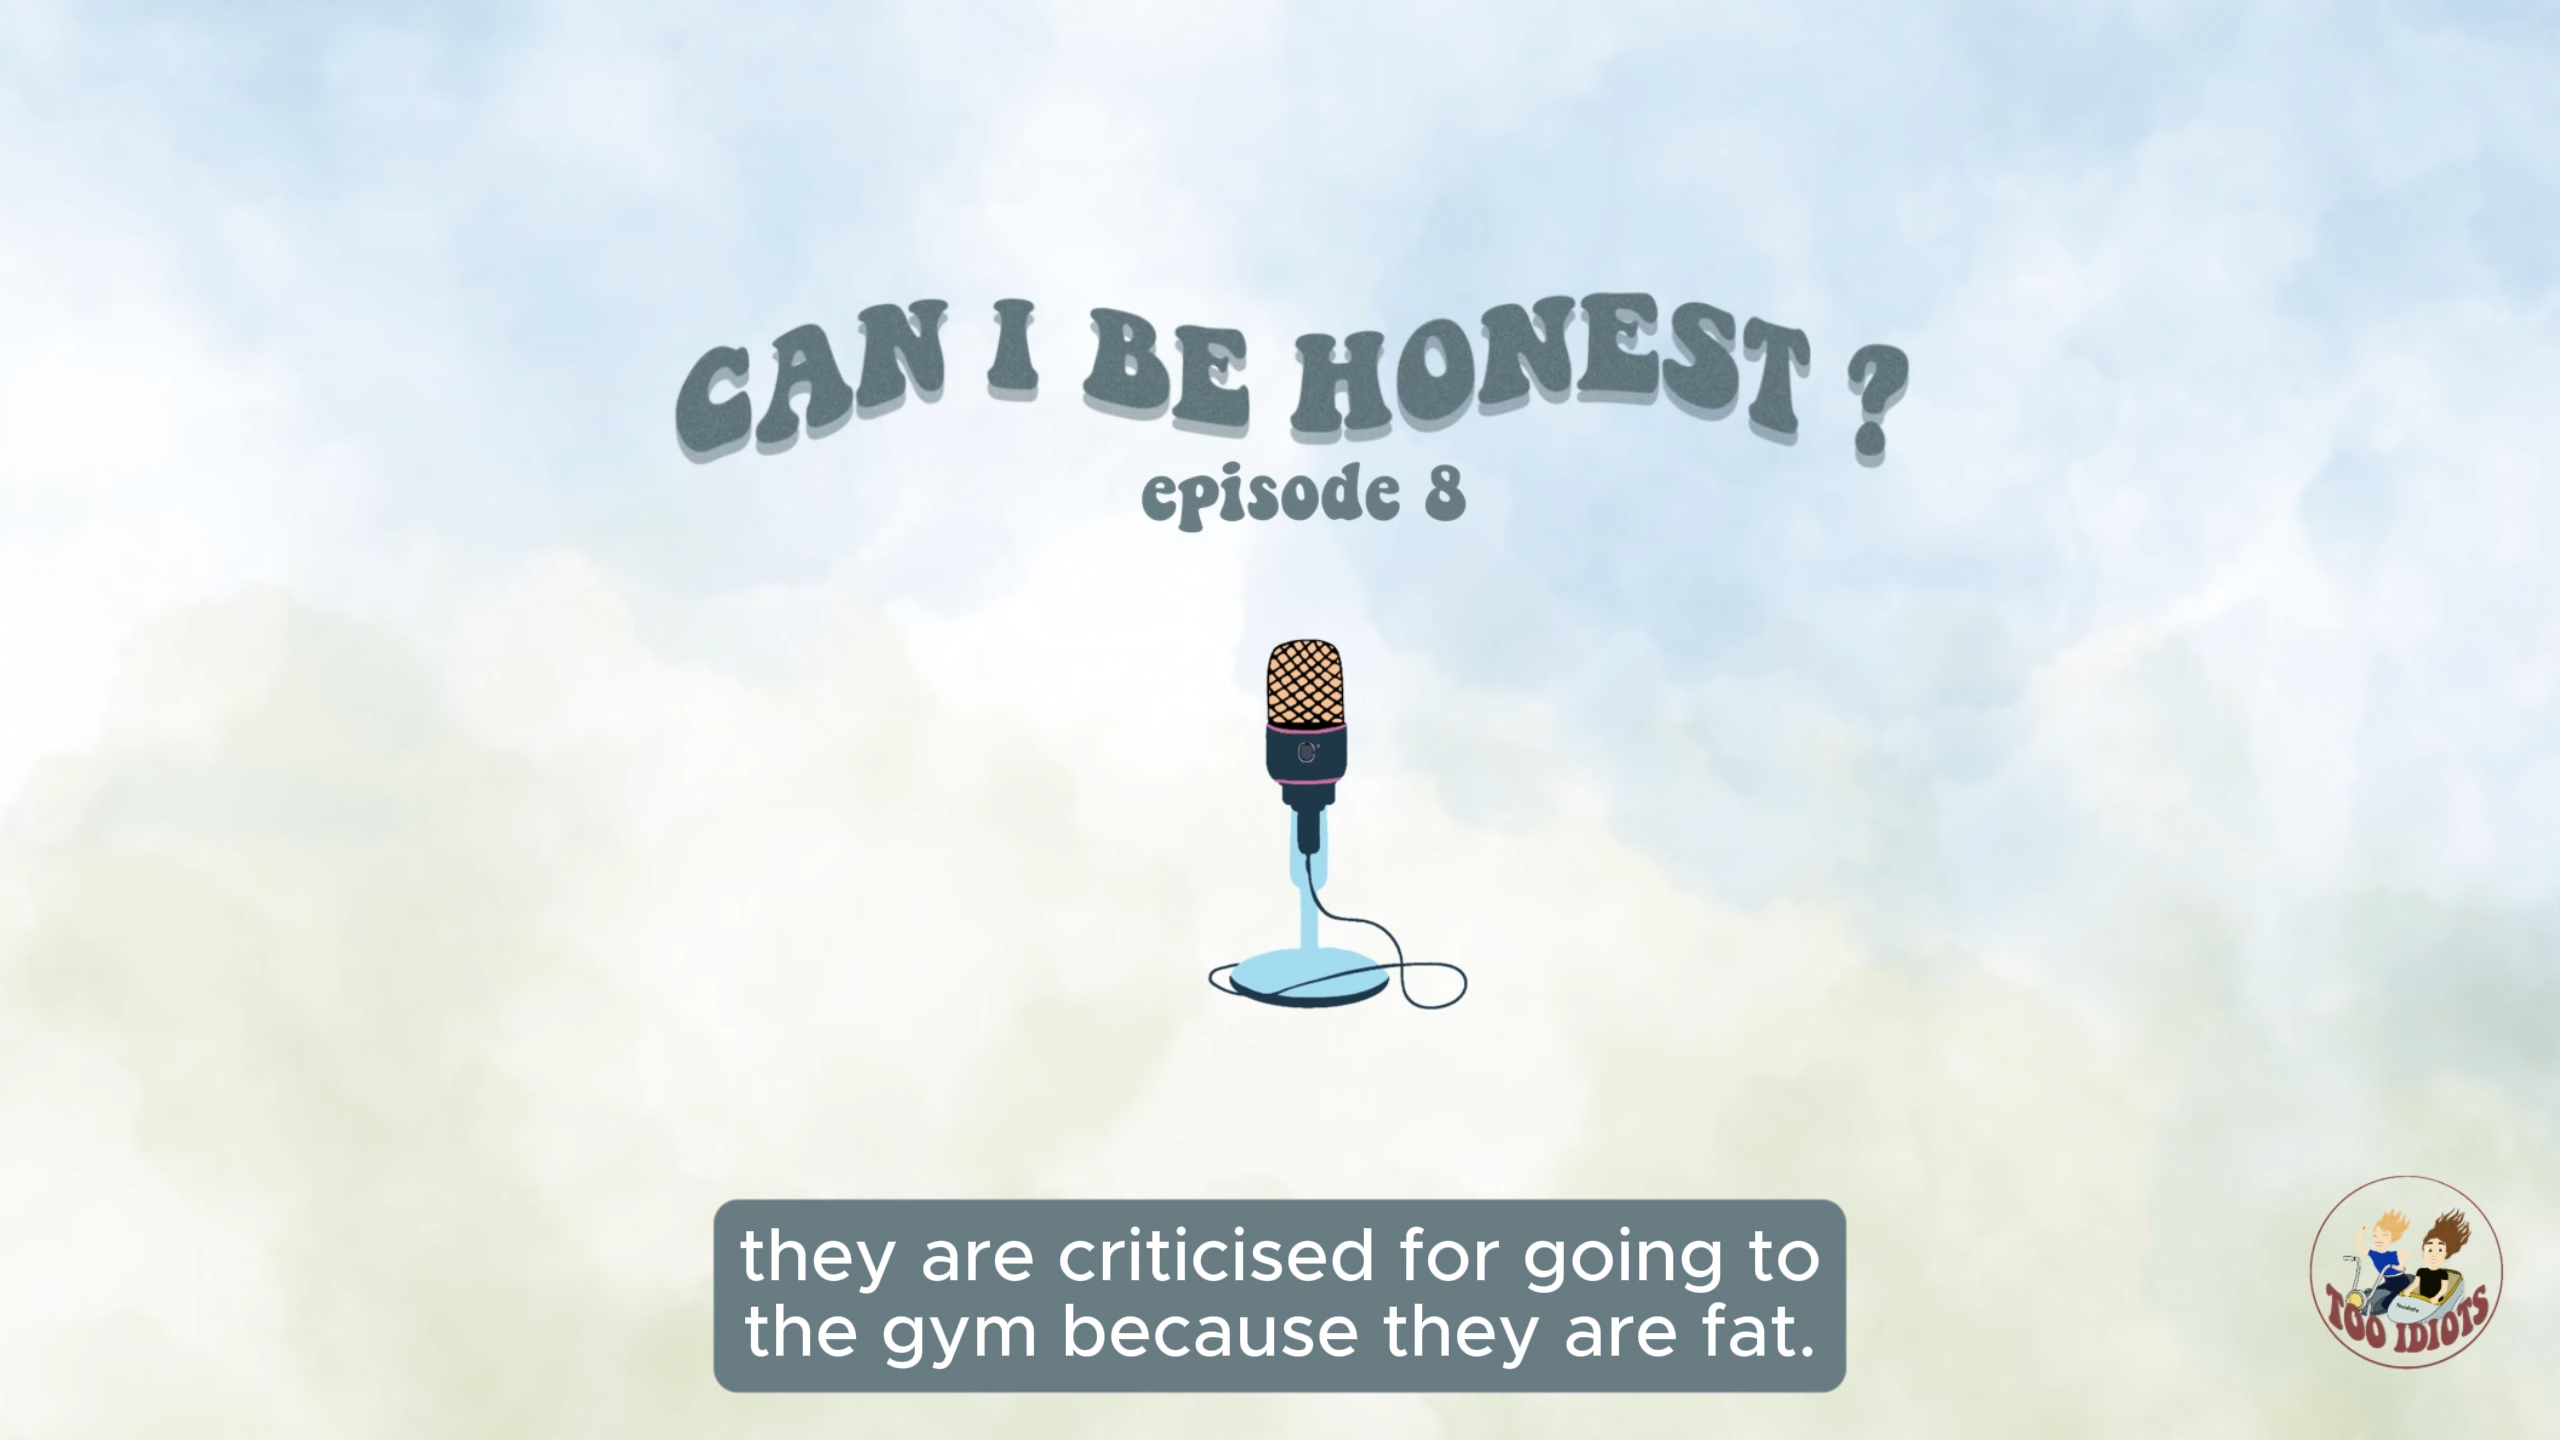 CAN I BE HONEST ?
episode 8
they are criticised for going to
the gym because they are fat.
TOO IDIOTS